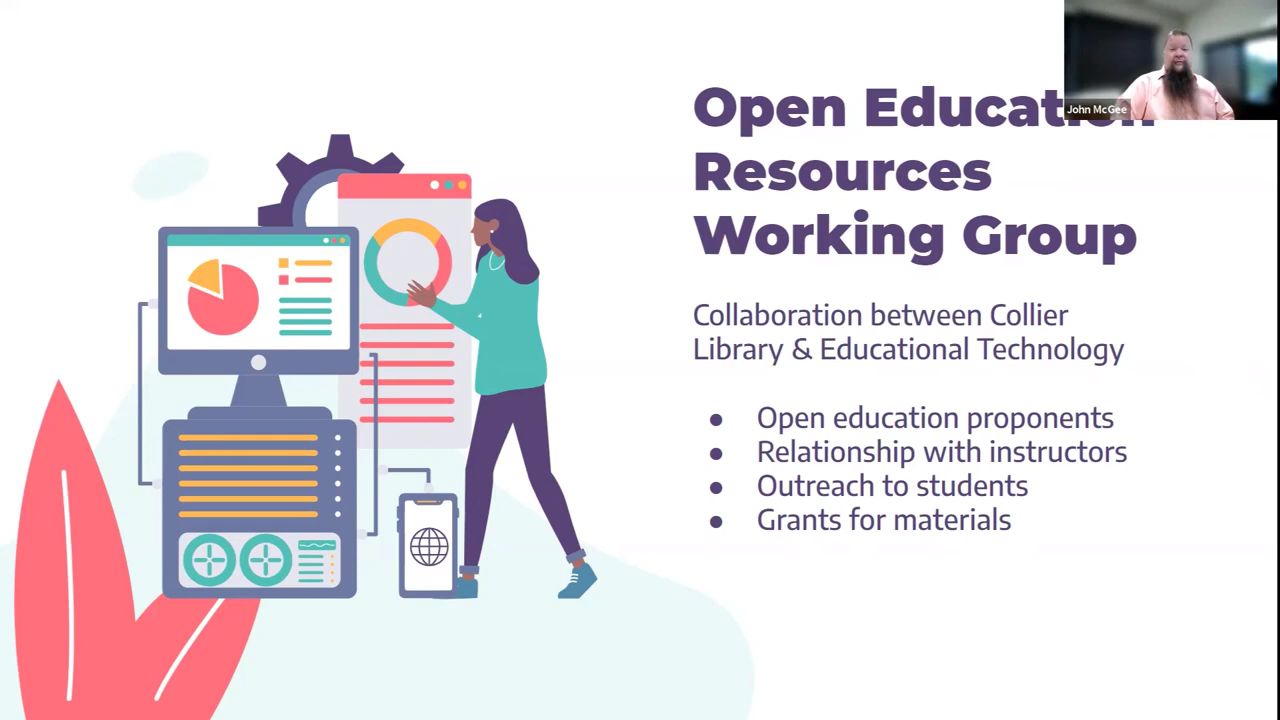 Open Education
Resources
Working Group
John McGee
Collaboration between Collier
Library & Educational Technology
● Open education proponents
● Relationship with instructors
● Outreach to students
● Grants for materials